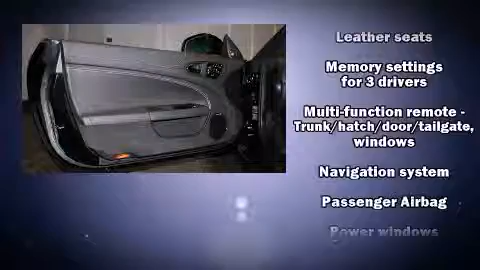 Leather seats
Memory settings
for 3 drivers
Multi-function remote -
Trunk/hatch/door/tailgate,
windows
Navigation system
Passenger Airbag
Power windows